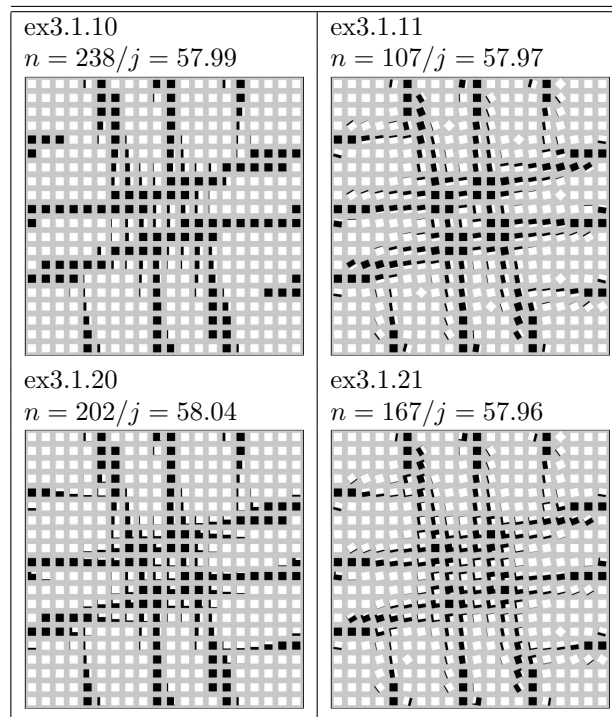 ex3.1.10
n = 238/j = 57.99
ex3.1.11
n = 107/j = 57.97
ex3.1.20
n = 202/j = 58.04
ex3.1.21
n = 167/j = 57.96